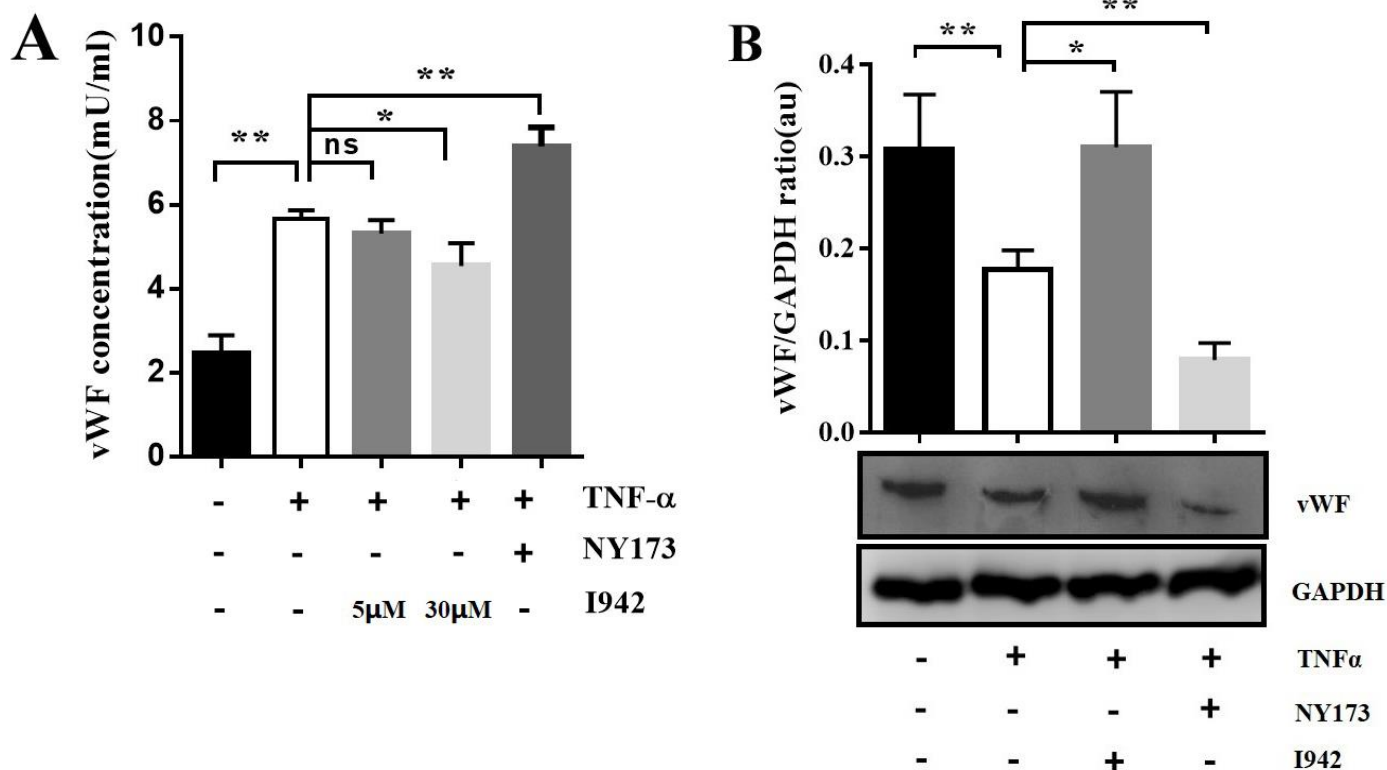 A
vWF concentration(mU/ml)
10
8
6
4
2
0
**
ns
*
**
- + + + + TNF-α
- - - - + NY173
- - 5μM 30μM - I942
B
vWF/GAPDH ratio(au)
0.4
0.3
0.2
0.1
0.0
**
*
**
vWF
GAPDH
- + + + TNFα
- - - + NY173
- - + - I942